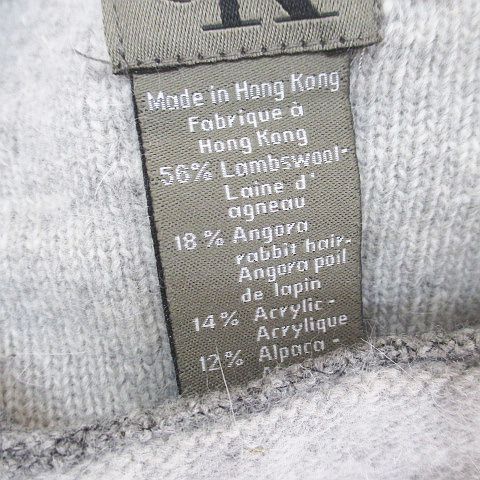 K
Made in Hong Kong
Fabrique à
Hong Kong
56% Lambswool-
Laine d'
agneau
18% Angora
rabbit hair-
Angora poil
de lapin
14% Acrylic-
Acrylique
12% Alpaca-